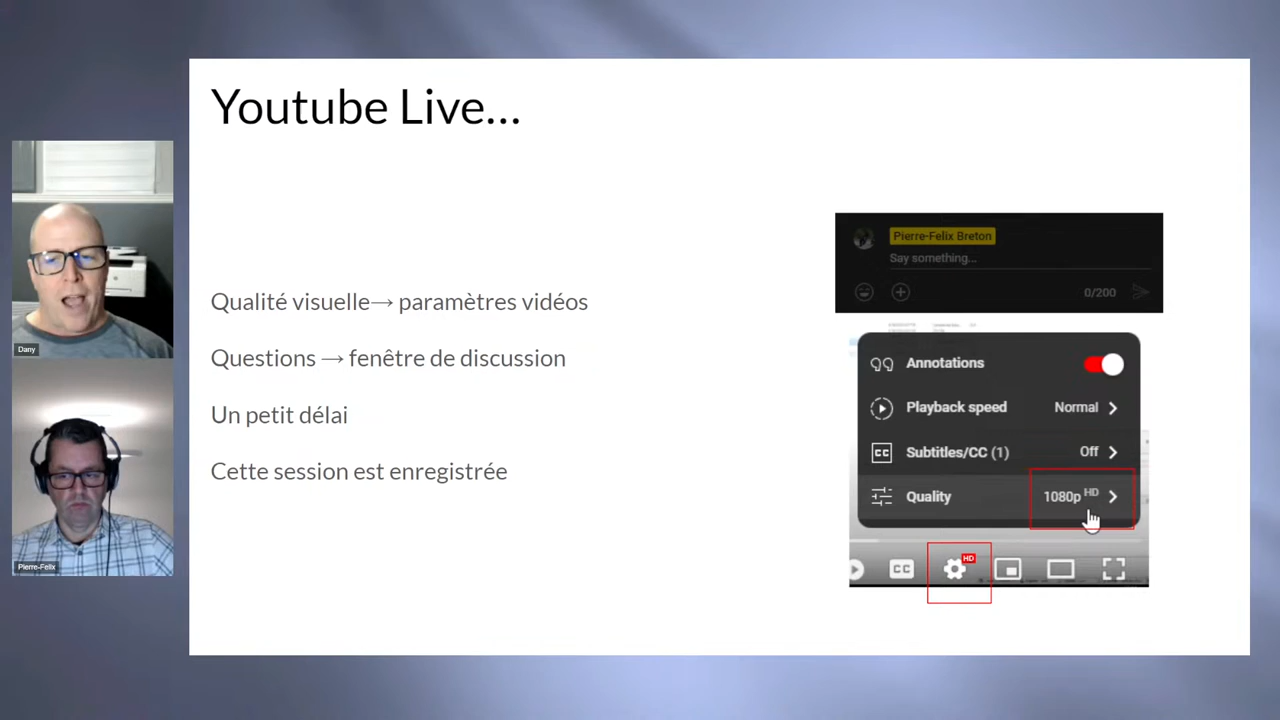 Youtube Live...
Qualité visuelle→ paramètres vidéos
Questions → fenêtre de discussion
Un petit délai
Cette session est enregistrée
Dany
Pierre-Felix
Pierre-Felix Breton
Say something...
0/200
Annotations
Playback speed Normal
CC Subtitles/CC (1) Off
Quality 1080p HD
CC HD